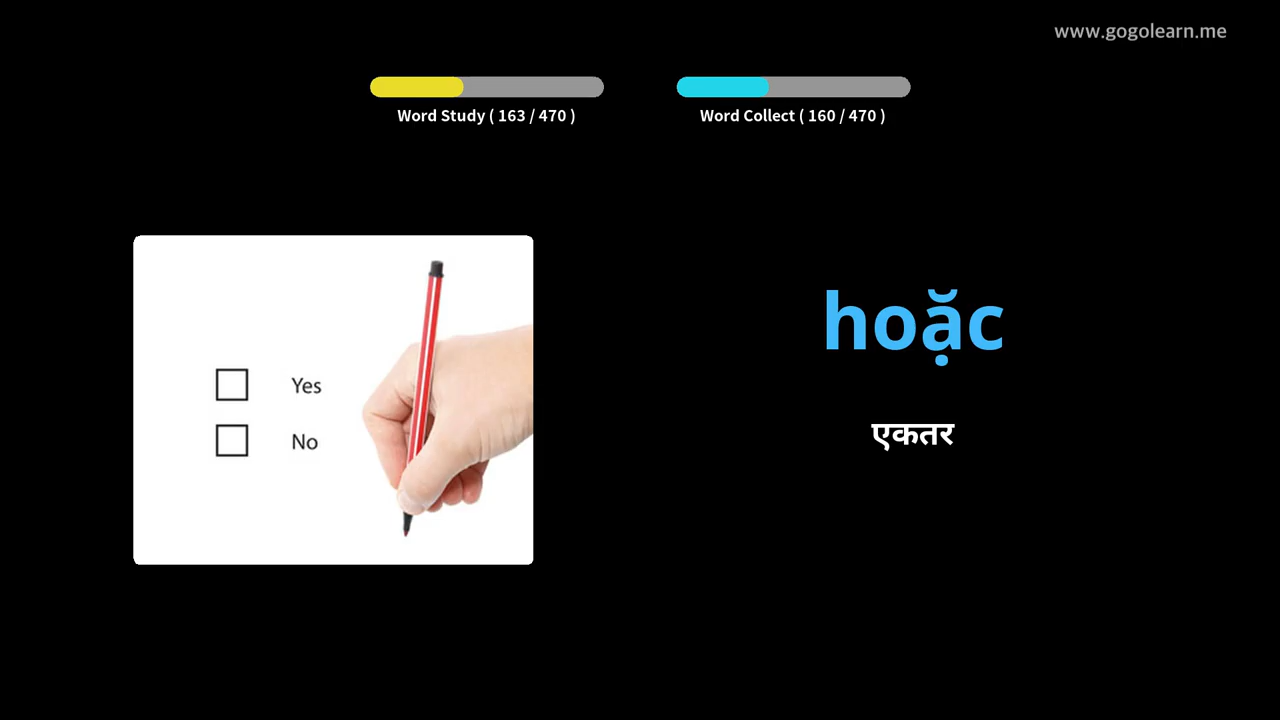 www.gogolearn.me
Word Study ( 163 / 470 )
Word Collect ( 160 / 470 )
Yes
No
hoặc
एकतर